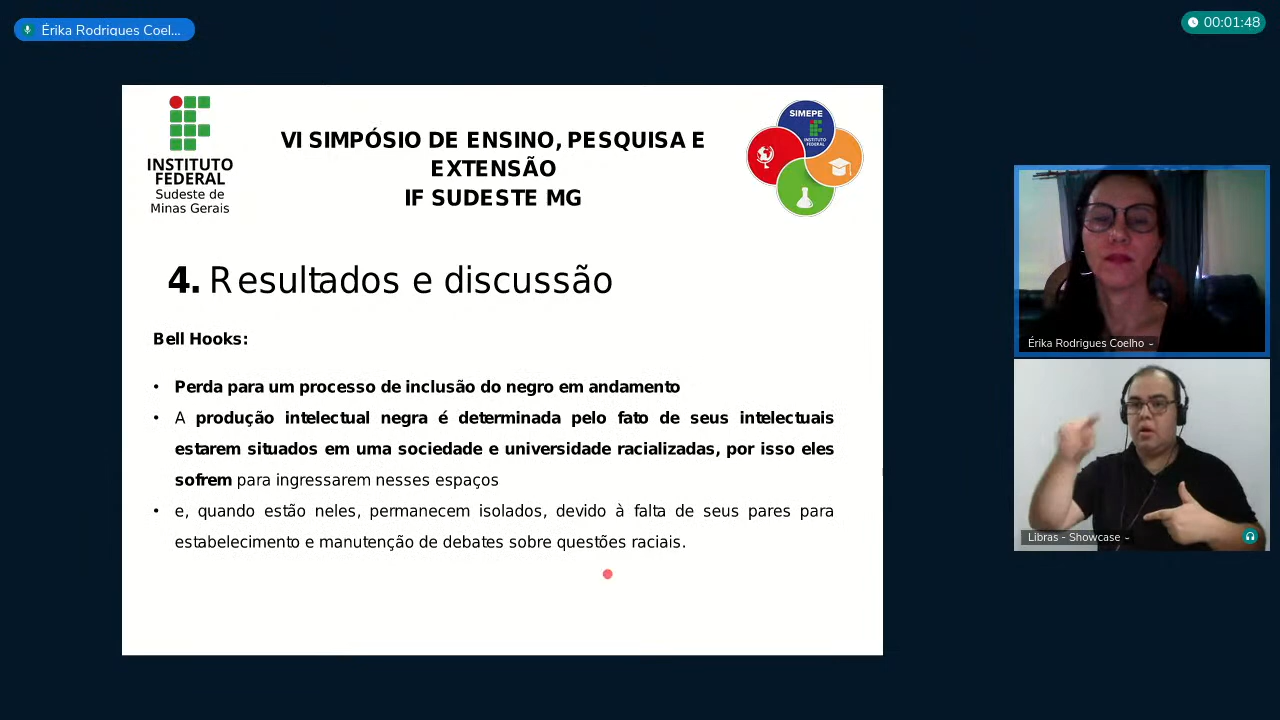 Érika Rodrigues Coel...
00:01:48
INSTITUTO
FEDERAL
Sudeste de
Minas Gerais
VI SIMPÓSIO DE ENSINO, PESQUISA E
EXTENSÃO
IF SUDESTE MG
SIMEPE
INSTITUTO
FEDERAL
4. Resultados e discussão
Bell Hooks:
• Perda para um processo de inclusão do negro em andamento
• A produção intelectual negra é determinada pelo fato de seus intelectuais
estarem situados em uma sociedade e universidade racializadas, por isso eles
sofrem para ingressarem nesses espaços
• e, quando estão neles, permanecem isolados, devido à falta de seus pares para
estabelecimento e manutenção de debates sobre questões raciais.
Érika Rodrigues Coelho
Libras - Showcase